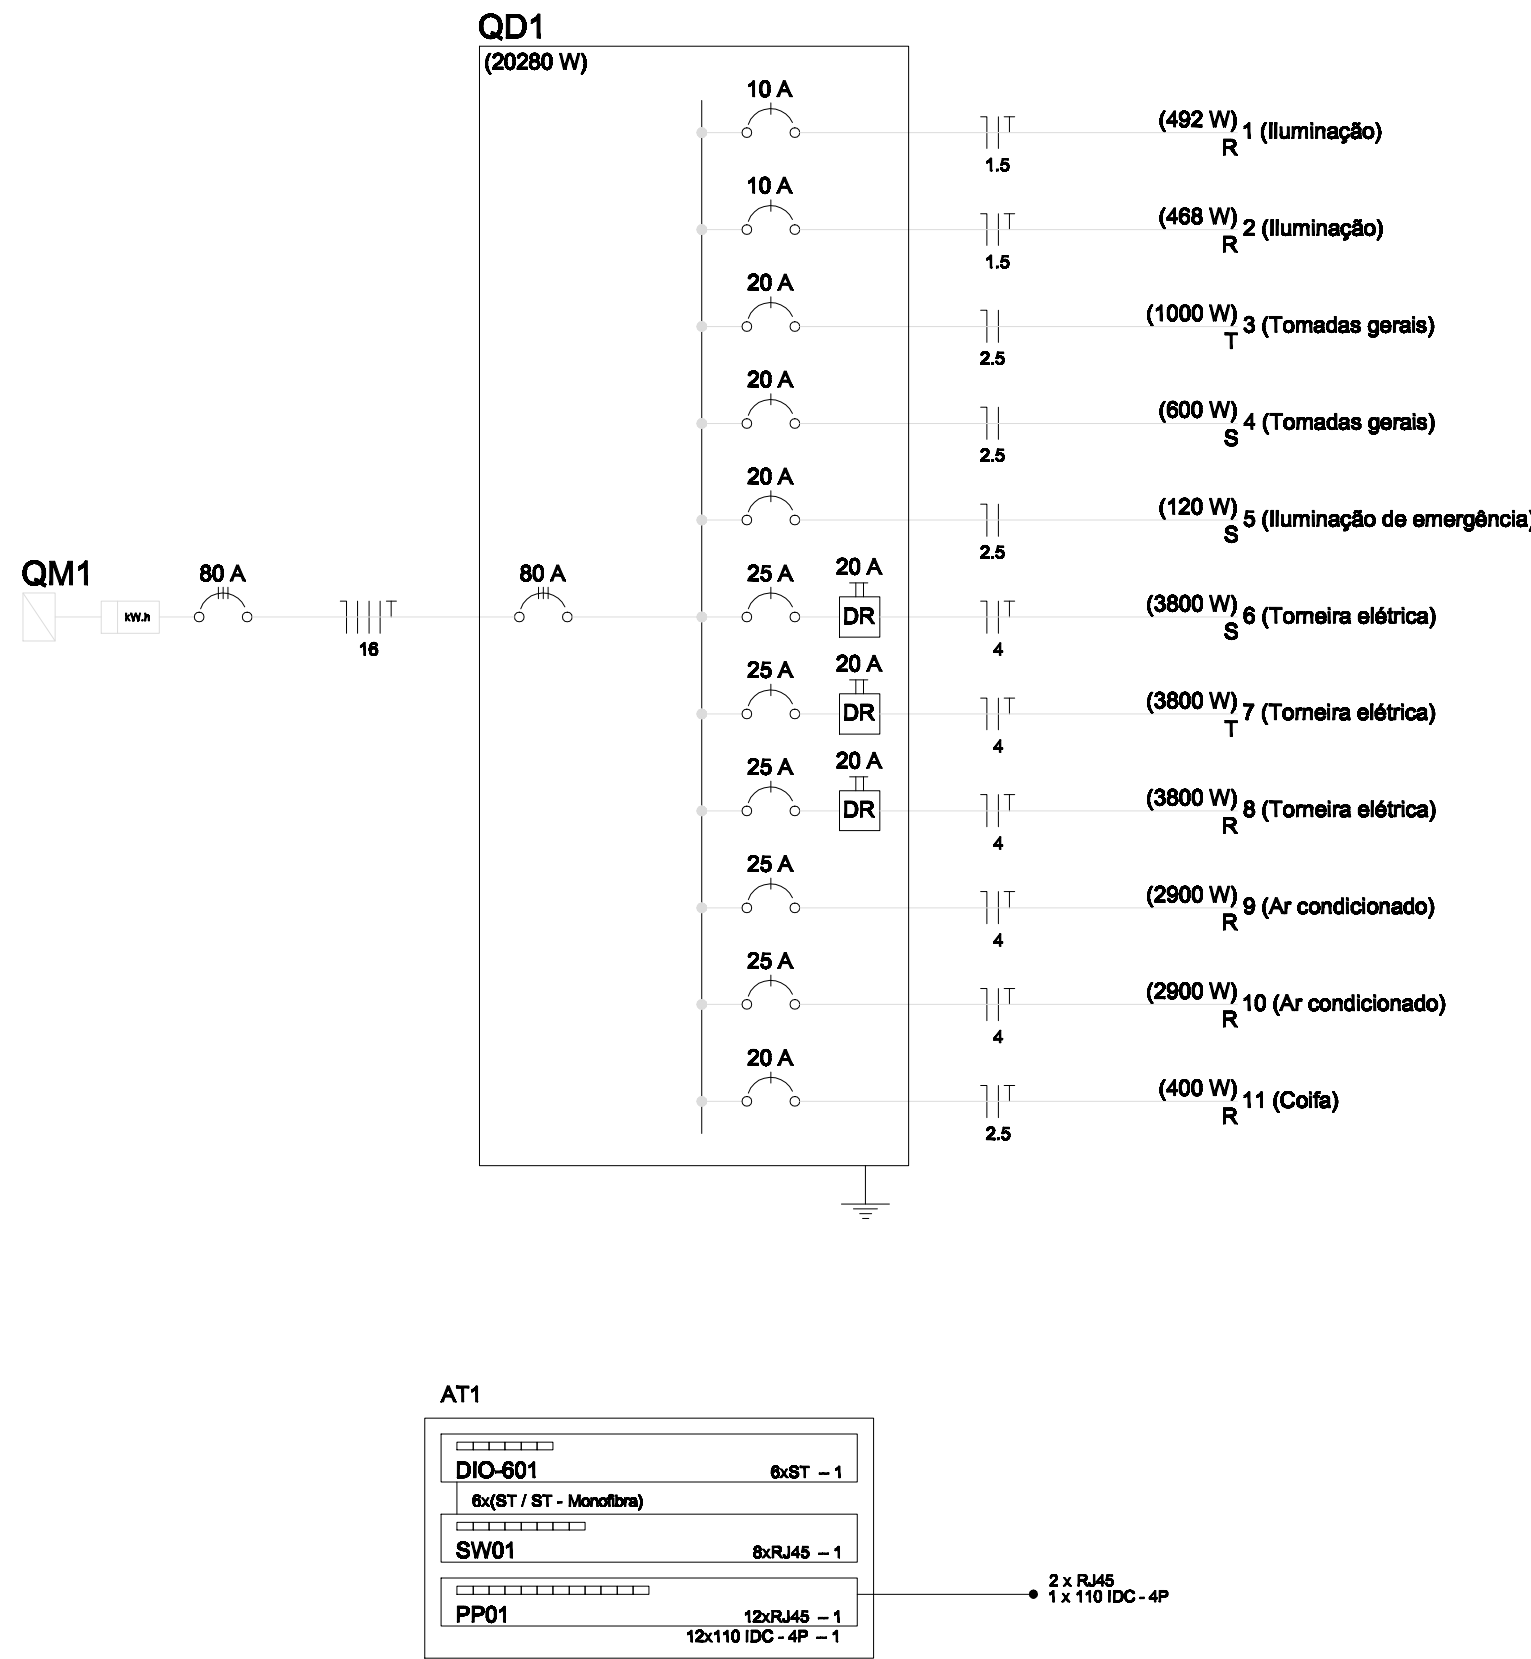 QD1
(20280 W)
10 A
(492 W) 1 (Iluminação)
R
1.5
10 A
(468 W) 2 (Iluminação)
R
1.5
20 A
(1000 W) 3 (Tomadas gerais)
T
2.5
20 A
(600 W) 4 (Tomadas gerais)
S
2.5
20 A
(120 W) 5 (Iluminação de emergência)
S
2.5
QM1
80 A
80 A
25 A
20 A
kW.h
DR
(3800 W) 6 (Torneira elétrica)
S
16
4
25 A
20 A
DR
(3800 W) 7 (Torneira elétrica)
T
4
25 A
20 A
DR
(3800 W) 8 (Torneira elétrica)
R
4
25 A
(2900 W) 9 (Ar condicionado)
R
4
25 A
(2900 W) 10 (Ar condicionado)
R
4
20 A
(400 W) 11 (Coifa)
R
2.5
AT1
DIO-601 6xST – 1
6x(ST / ST - Monofibra)
SW01 8xRJ45 – 1
PP01 12xRJ45 – 1
12x110 IDC - 4P – 1
2 x RJ45
1 x 110 IDC - 4P